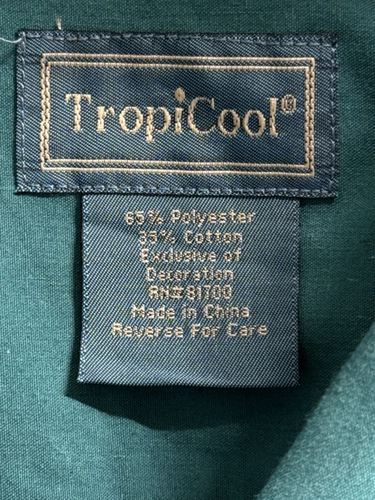 TropiCool®
65% Polyester
35% Cotton
Exclusive of
Decoration
RN#81700
Made in China
Reverse For Care